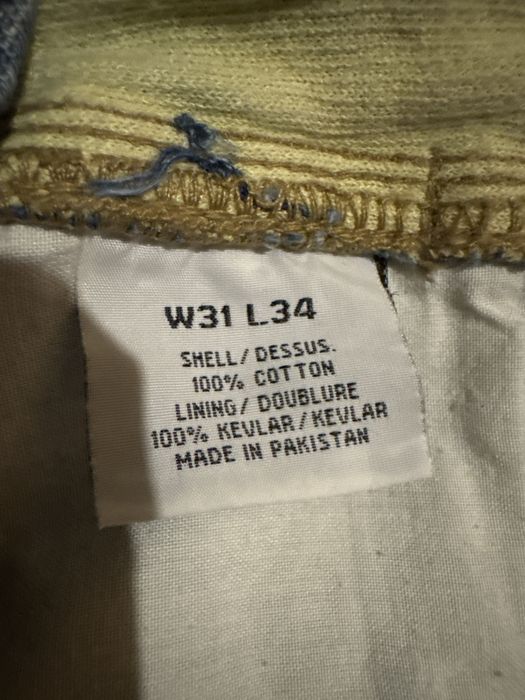 W31 L34
SHELL/ DESSUS.
100% COTTON
LINING/ DOUBLURE
100% KEVLAR/KEVLAR
MADE IN PAKISTAN